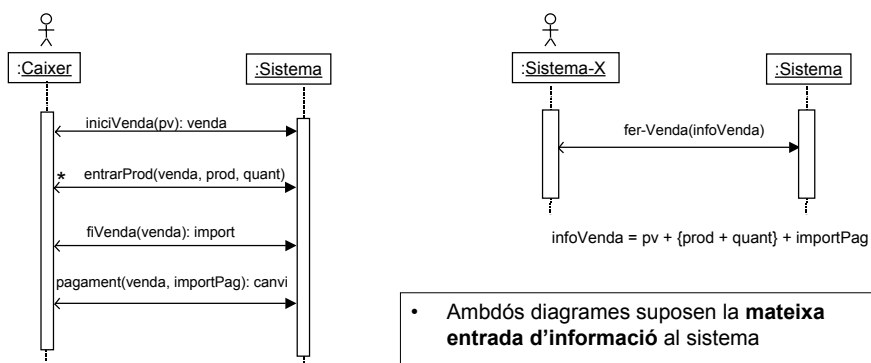 :Caixer
:Sistema
iniciVenda(pv): venda
* entrarProd(venda, prod, quant)
fiVenda(venda): import
pagament(venda, importPag): canvi
:Sistema-X
:Sistema
fer-Venda(infoVenda)
infoVenda = pv + {prod + quant} + importPag
• Ambdós diagrames suposen la mateixa
entrada d'informació al sistema